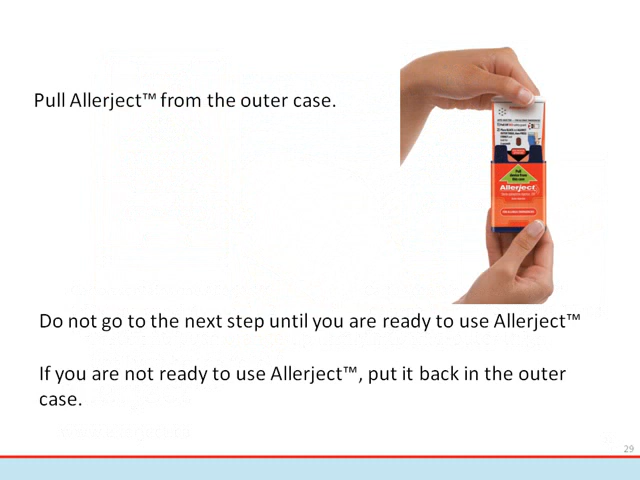 Pull Allerject™ from the outer case.
Pull
Allerject
Do not go to the next step until you are ready to use Allerject™
If you are not ready to use Allerject™, put it back in the outer
case.
29